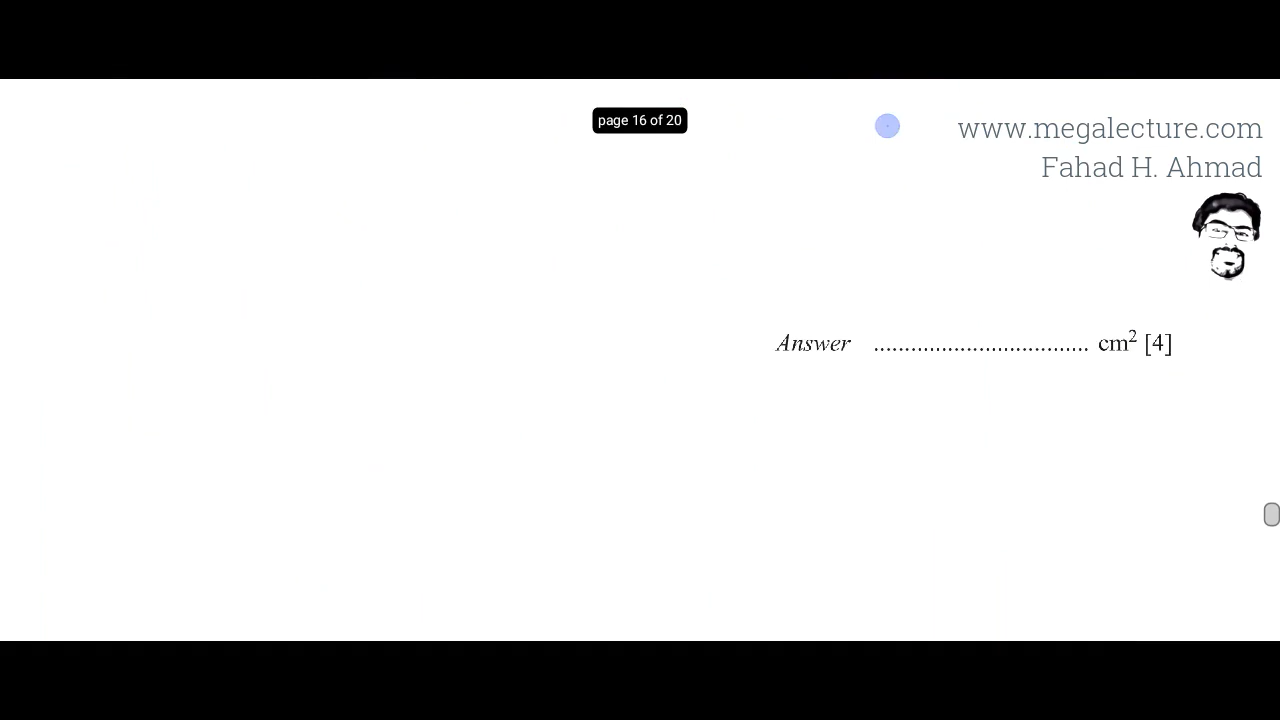 page 16 of 20
www.megalecture.com
Fahad H. Ahmad
Answer ................................... cm² [4]